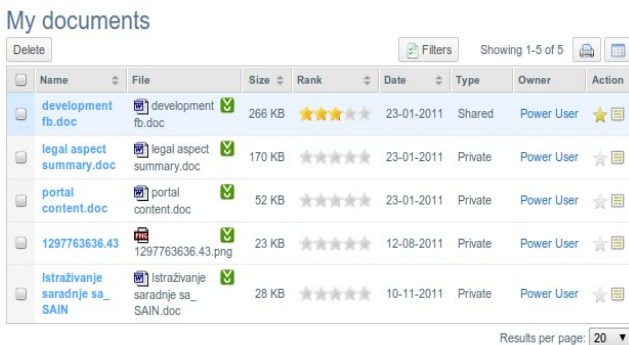 My documents
Delete Filters Showing 1-5 of 5
Name File Size Rank Date Type Owner Action
development development 266 KB 23-01-2011 Shared Power User
fb.doc fb.doc
legal aspect legal aspect 170 KB 23-01-2011 Private Power User
summary.doc summary.doc
portal portal 52 KB 23-01-2011 Private Power User
content.doc content.doc
PNG
1297763636.43 1297763636.43.png 23 KB 12-08-2011 Private Power User
Istraživanje Istraživanje
saradnje sa_ saradnje sa_ 28 KB 10-11-2011 Private Power User
SAIN SAIN.doc
Results per page: 20